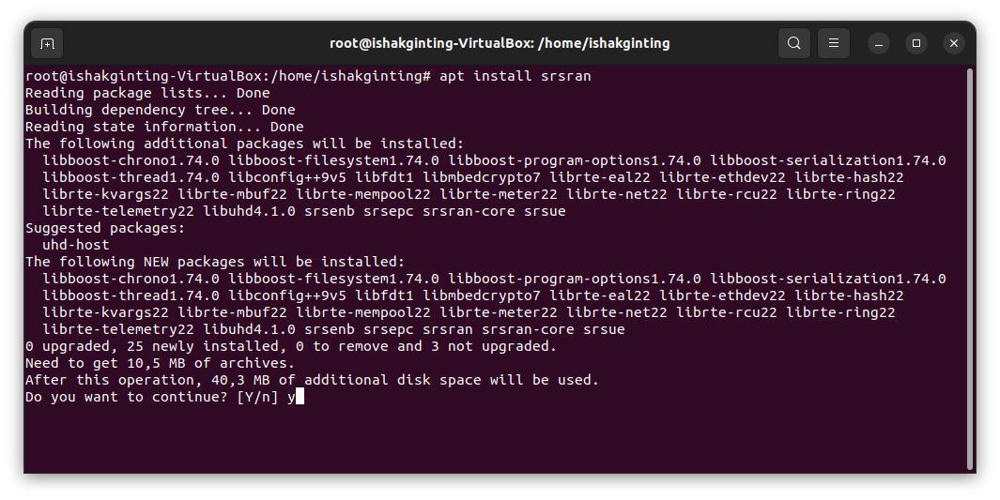 root@ishakginting-VirtualBox: /home/ishakginting
root@ishakginting-VirtualBox:/home/ishakginting# apt install srsran
Reading package lists... Done
Building dependency tree... Done
Reading state information... Done
The following additional packages will be installed:
  libboost-chrono1.74.0 libboost-filesystem1.74.0 libboost-program-options1.74.0 libboost-serialization1.74.0
  libboost-thread1.74.0 libconfig++9v5 libfdt1 libmbedcrypto7 librte-eal22 librte-ethdev22 librte-hash22
  librte-kvargs22 librte-mbuf22 librte-mempool22 librte-meter22 librte-net22 librte-rcu22 librte-ring22
  librte-telemetry22 libuhd4.1.0 srsenb srsepc srsran-core srsue
Suggested packages:
  uhd-host
The following NEW packages will be installed:
  libboost-chrono1.74.0 libboost-filesystem1.74.0 libboost-program-options1.74.0 libboost-serialization1.74.0
  libboost-thread1.74.0 libconfig++9v5 libfdt1 libmbedcrypto7 librte-eal22 librte-ethdev22 librte-hash22
  librte-kvargs22 librte-mbuf22 librte-mempool22 librte-meter22 librte-net22 librte-rcu22 librte-ring22
  librte-telemetry22 libuhd4.1.0 srsenb srsepc srsran srsran-core srsue
0 upgraded, 25 newly installed, 0 to remove and 3 not upgraded.
Need to get 10,5 MB of archives.
After this operation, 40,3 MB of additional disk space will be used.
Do you want to continue? [Y/n] y